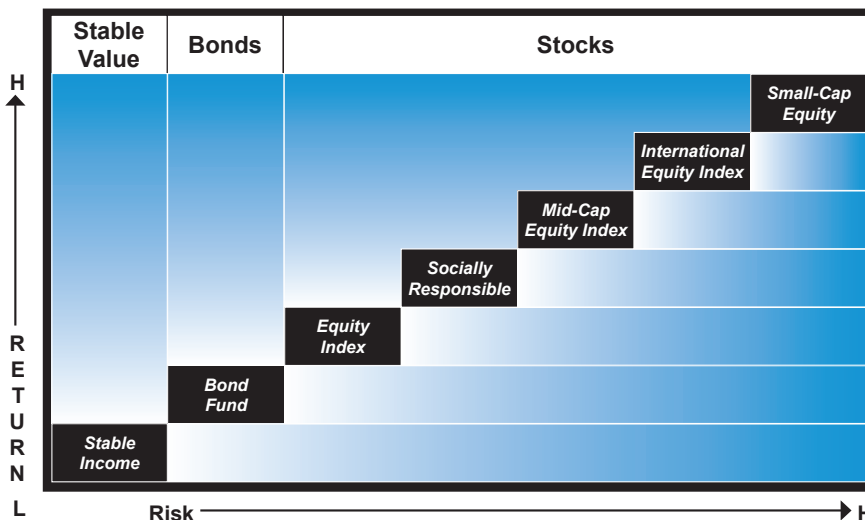 Stable
Value
Bonds
Stocks
H
Small-Cap
Equity
International
Equity Index
Mid-Cap
Equity Index
Socially
Responsible
Equity
Index
Bond
Fund
Stable
Income
RETURN
L
Risk
H